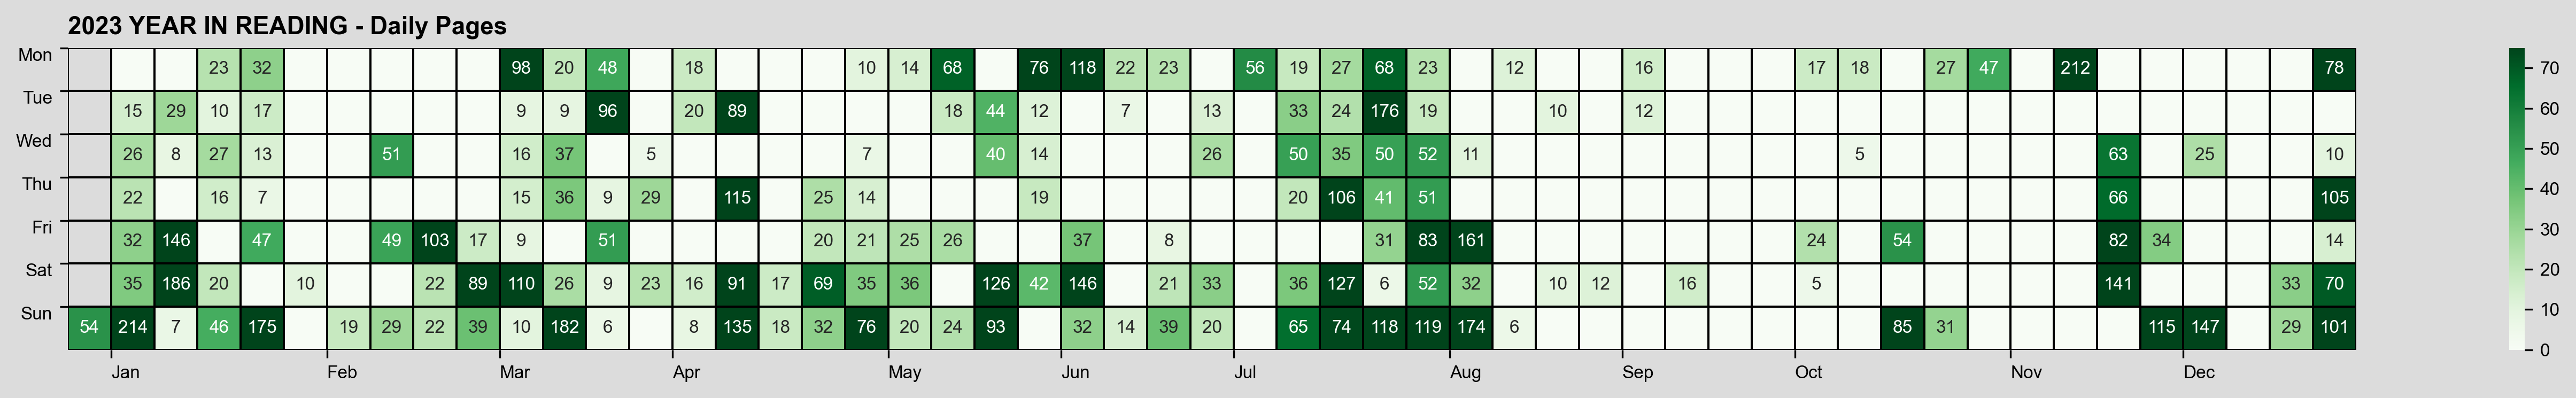 2023 YEAR IN READING - Daily Pages
Mon 23 32 98 20 48 18 10 14 68 76 118 22 23 56 19 27 68 23 12 16 17 18 27 47 212 78
Tue 15 29 10 17 9 9 96 20 89 18 44 12 7 13 33 24 176 19 10 12
Wed 26 8 27 13 51 16 37 5 7 40 14 26 50 35 50 52 11 5 63 25 10
Thu 22 16 7 15 36 9 29 115 25 14 19 20 106 41 51 66 105
Fri 32 146 47 49 103 17 9 51 20 21 25 26 37 8 31 83 161 24 54 82 34 14
Sat 35 186 20 10 22 89 110 26 9 23 16 91 17 69 35 36 126 42 146 21 33 36 127 6 52 32 10 12 16 5 141 33 70
Sun 54 214 7 46 175 19 29 22 39 10 182 6 8 135 18 32 76 20 24 93 32 14 39 20 65 74 118 119 174 6 85 31 115 147 29 101
Jan Feb Mar Apr May Jun Jul Aug Sep Oct Nov Dec
70
60
50
40
30
20
10
0